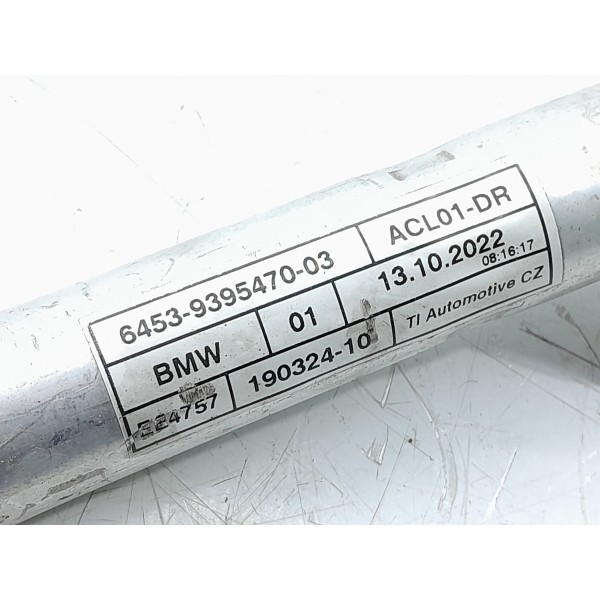 6453-9395470-03 ACL01-DR
BMW 01 13.10.2022 08:16:17
E24757 190324-10 TI Automotive CZ